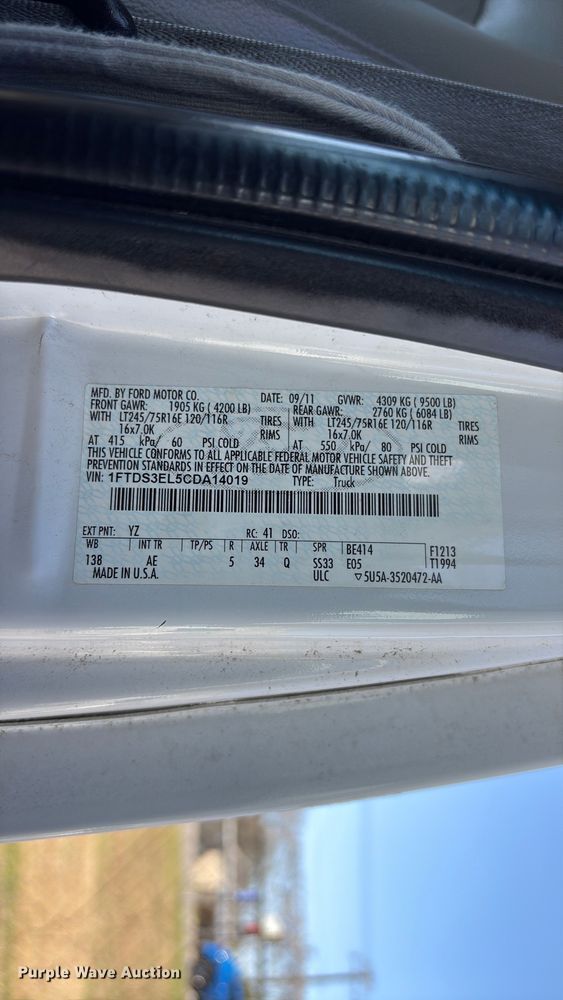 MFD. BY FORD MOTOR CO. DATE: 09/11 GVWR: 4309 KG ( 9500 LB)
FRONT GAWR: 1905 KG ( 4200 LB) REAR GAWR: 2760 KG ( 6084 LB)
WITH LT245/75R16E 120/116R TIRES WITH LT245/75R16E 120/116R TIRES
16x7.0K RIMS 16x7.0K RIMS
AT 415 kPa/ 60 PSI COLD AT 550 kPa/ 80 PSI COLD
THIS VEHICLE CONFORMS TO ALL APPLICABLE FEDERAL MOTOR VEHICLE SAFETY AND THEFT
PREVENTION STANDARDS IN EFFECT ON THE DATE OF MANUFACTURE SHOWN ABOVE.
VIN: 1FTDS3EL5CDA14019 TYPE: Truck
EXT PNT: YZ RC: 41 DSO:
WB INT TR TP/PS R AXLE TR SPR BE414 F1213
138 AE 5 34 Q SS33 E05 T1994
MADE IN U.S.A. ULC ▽5U5A-3520472-AA
Purple Wave Auction